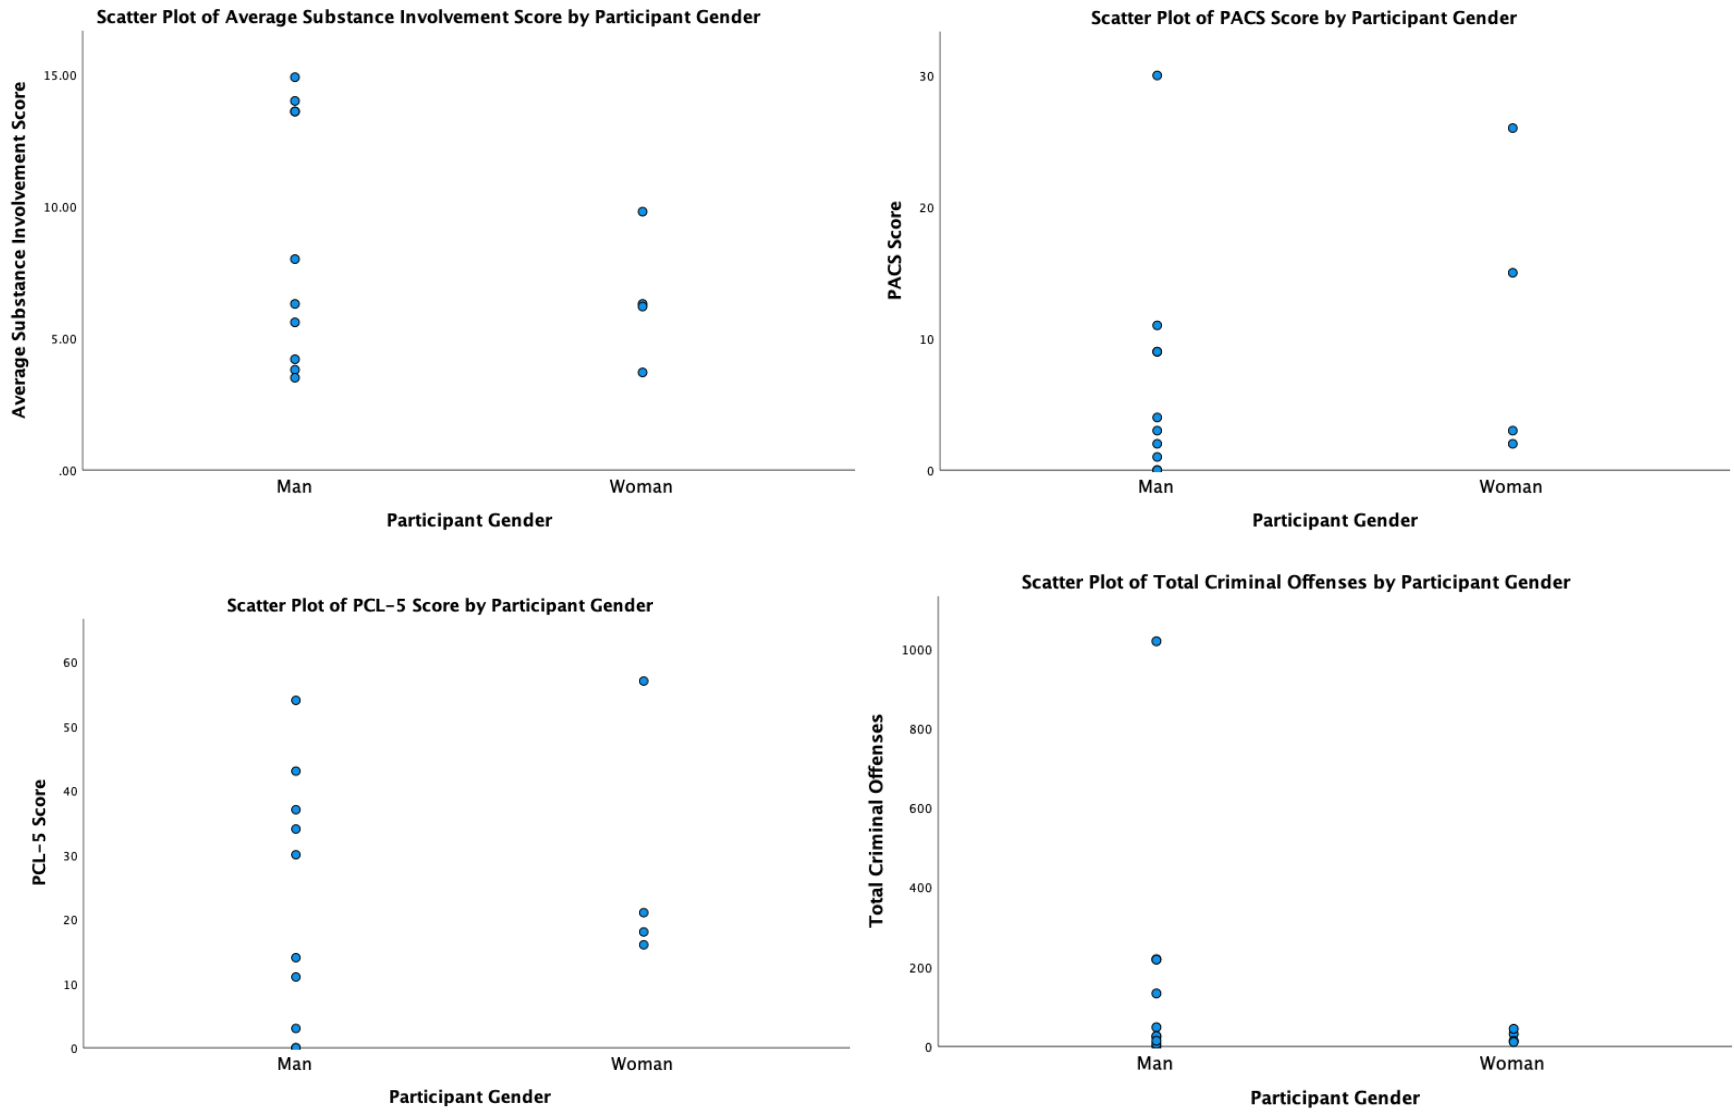 Scatter Plot of Average Substance Involvement Score by Participant Gender
Average Substance Involvement Score
15.00
10.00
5.00
.00
Man
Woman
Participant Gender
Scatter Plot of PACS Score by Participant Gender
PACS Score
30
20
10
0
Man
Woman
Participant Gender
Scatter Plot of PCL-5 Score by Participant Gender
PCL-5 Score
60
50
40
30
20
10
0
Man
Woman
Participant Gender
Scatter Plot of Total Criminal Offenses by Participant Gender
Total Criminal Offenses
1000
800
600
400
200
0
Man
Woman
Participant Gender